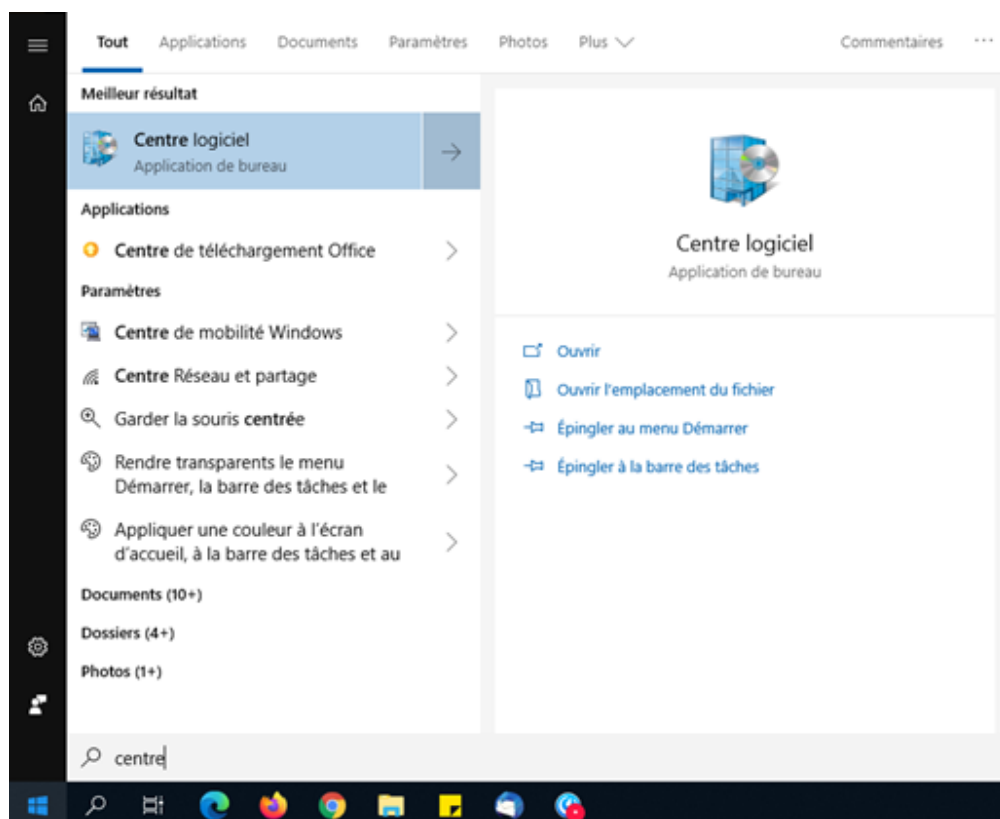 Tout Applications Documents Paramètres Photos Plus Commentaires ...
Meilleur résultat
Centre logiciel
Application de bureau
Applications
Centre de téléchargement Office
Paramètres
Centre de mobilité Windows
Centre Réseau et partage
Garder la souris centrée
Rendre transparents le menu
Démarrer, la barre des tâches et le
Appliquer une couleur à l'écran
d'accueil, à la barre des tâches et au
Documents (10+)
Dossiers (4+)
Photos (1+)
centre
Centre logiciel
Application de bureau
Ouvrir
Ouvrir l'emplacement du fichier
Épingler au menu Démarrer
Épingler à la barre des tâches